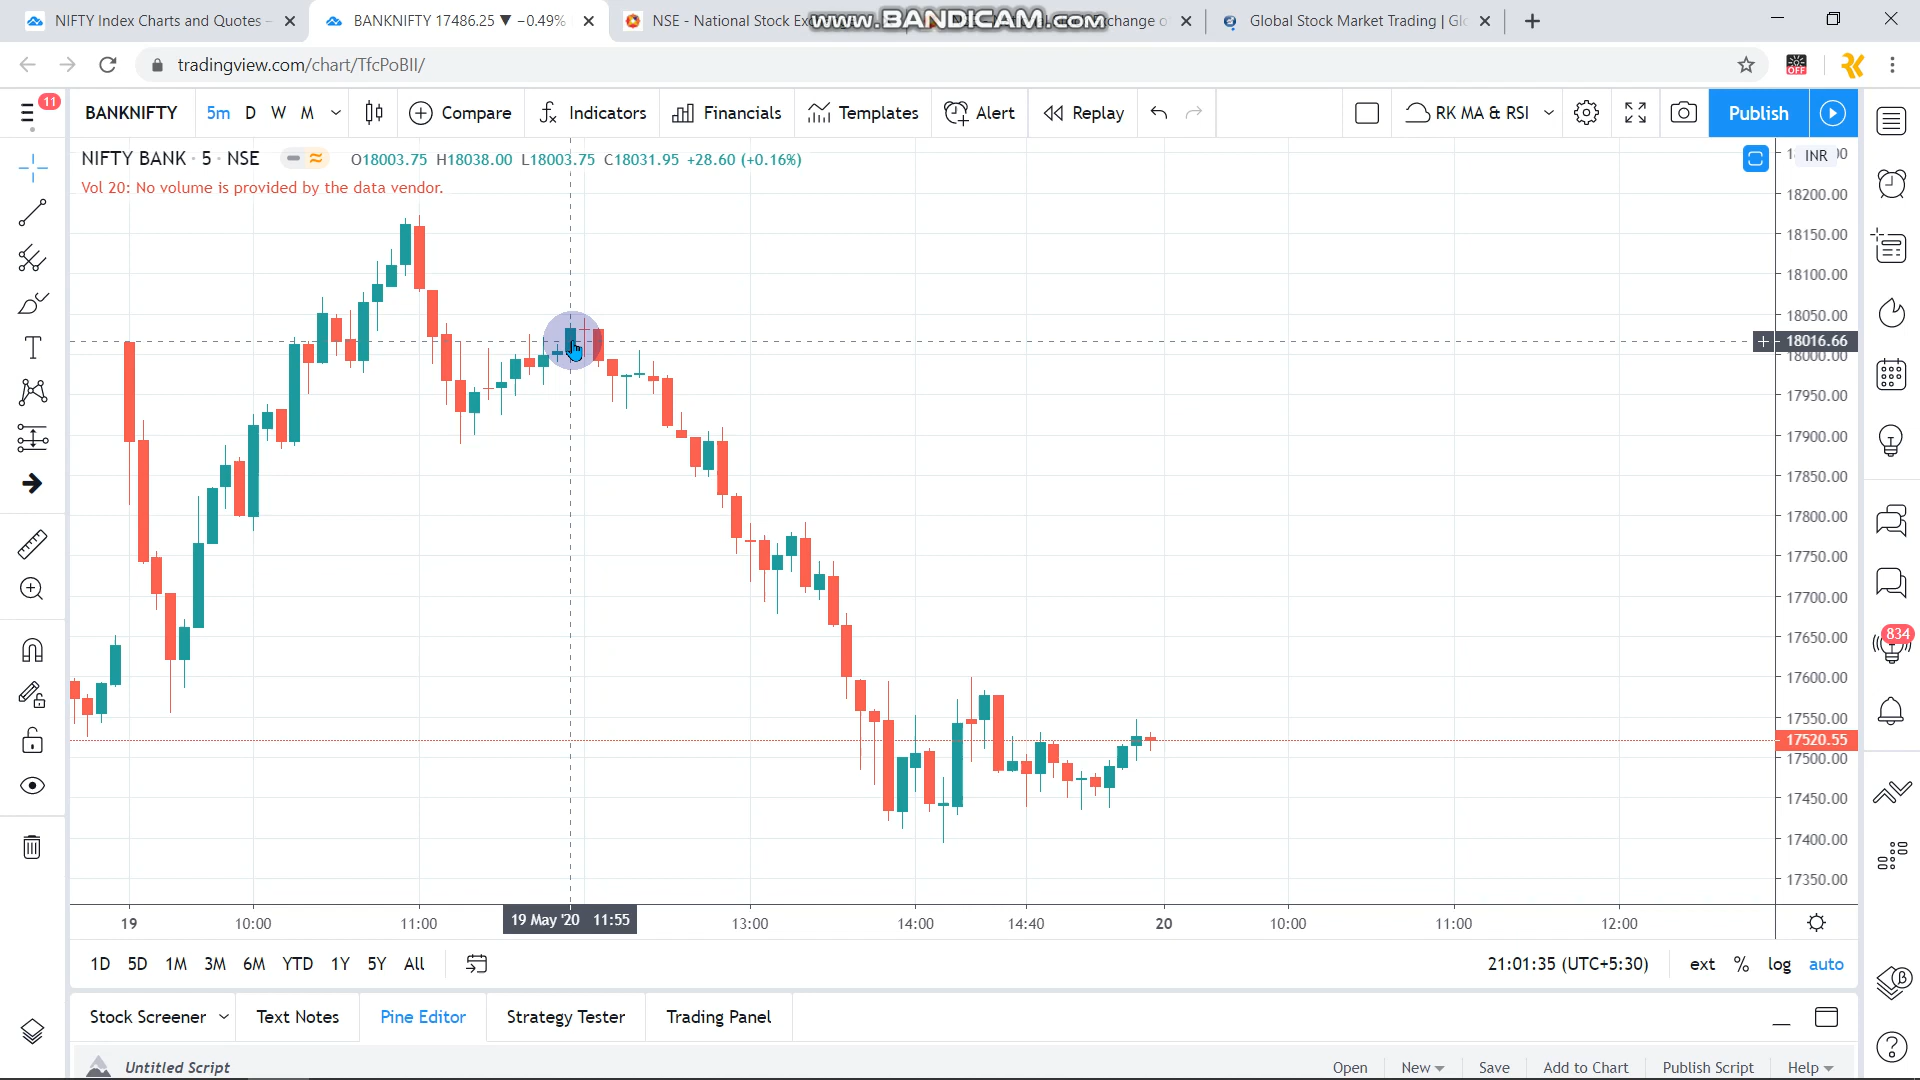 NIFTY Index Charts and Quotes –
BANKNIFTY 17486.25 ▼ −0.49%
NSE - National Stock Ex
change o
Global Stock Market Trading | Gl
www.BANDICAM.com
tradingview.com/chart/TfcPoBIl/
OFF
11
BANKNIFTY
5m
D
W
M
Compare
Indicators
Financials
Templates
Alert
Replay
RK MA & RSI
Publish
NIFTY BANK · 5 · NSE
O18003.75 H18038.00 L18003.75 C18031.95 +28.60 (+0.16%)
Vol 20: No volume is provided by the data vendor.
INR
18200.00
18150.00
18100.00
18050.00
18016.66
18000.00
17950.00
17900.00
17850.00
17800.00
17750.00
17700.00
17650.00
17600.00
17550.00
17520.55
17500.00
17450.00
17400.00
17350.00
834
19
10:00
11:00
19 May '20 11:55
13:00
14:00
14:40
20
10:00
11:00
12:00
1D
5D
1M
3M
6M
YTD
1Y
5Y
All
21:01:35 (UTC+5:30)
ext
%
log
auto
Stock Screener
Text Notes
Pine Editor
Strategy Tester
Trading Panel
Untitled Script
Open
New
Save
Add to Chart
Publish Script
Help